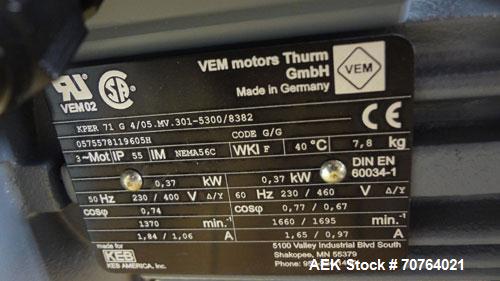 VEM motors Thurm
GmbH
Made in Germany
VEM
VEM 02
KPER 71 G 4/05.MV.301-5300/8382
0575578119605H CODE G/G
3~Mot IP 55 IM NEMA56C WKI F 40 °C 7,8 kg
DIN EN
60034-1
0,37 kW 0,37 kW
50 Hz 230 / 400 V Δ/Y 60 Hz 230 / 460 V Δ/Y
cosφ 0,74 cosφ 0,77 / 0,67
1370 min.-1 1660 / 1695 min.-1
1,84 / 1,06 A 1,65 / 0,97 A
made for
KEB
KEB AMERICA, Inc.
5100 Valley Industrial Blvd South
Shakopee, MN 55379
Phone:
AEK Stock # 70764021